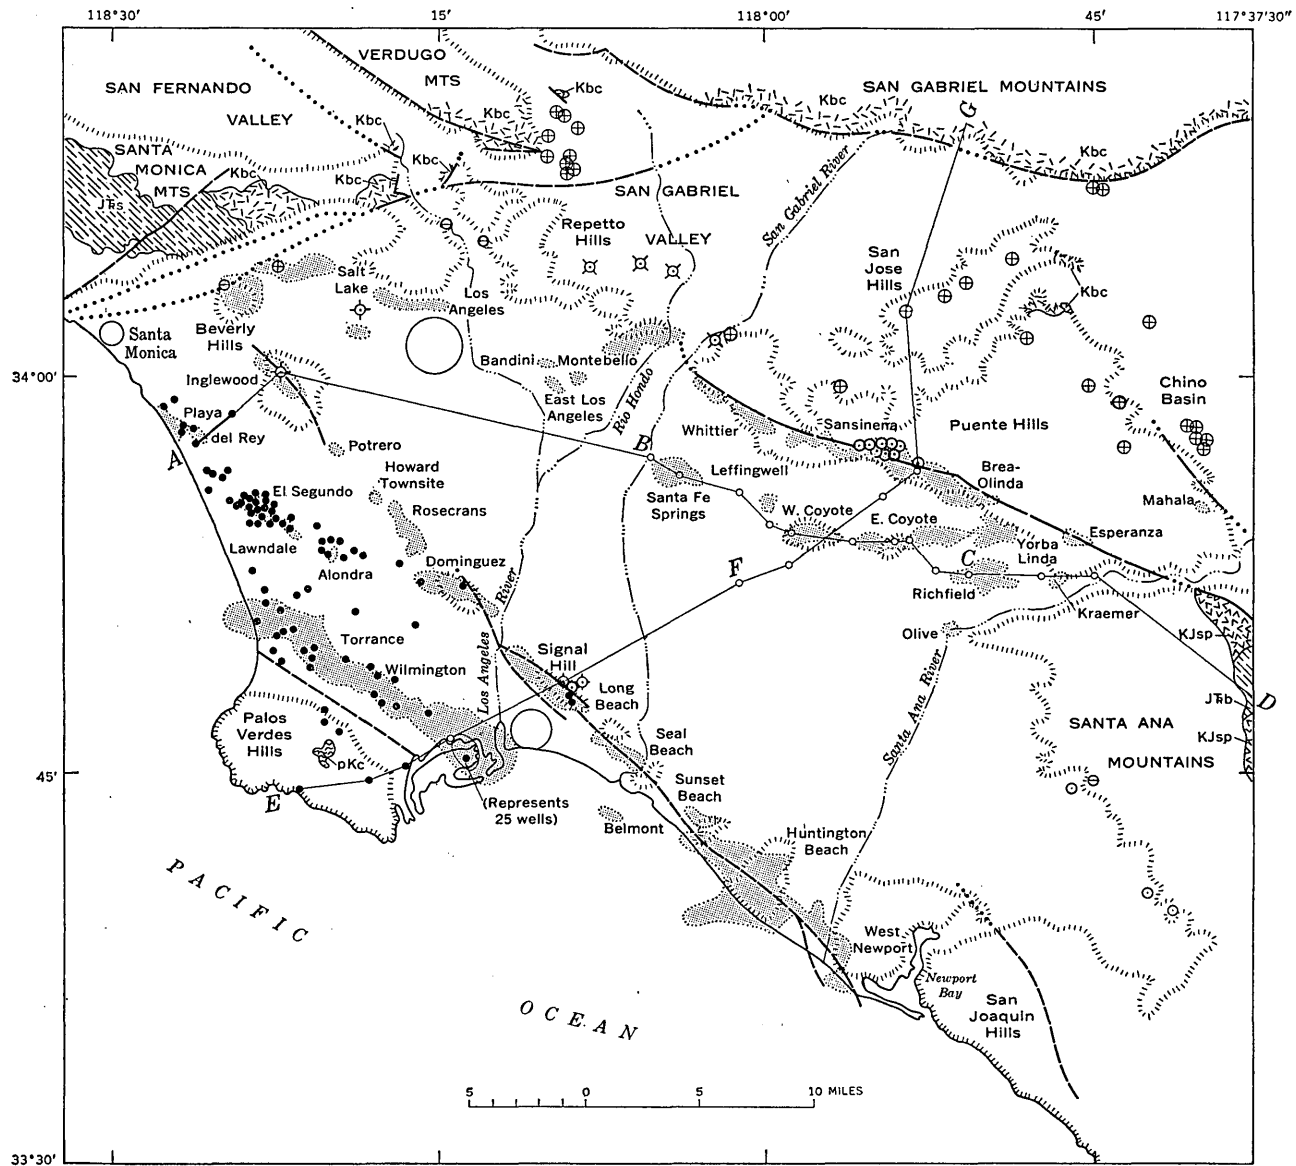 118°30'
15'
118°00'
45'
117°37'30"
VERDUGO
MTS
SAN FERNANDO
VALLEY
Kbc
Kbc
Kbc
SAN GABRIEL MOUNTAINS
Kbc
G
Kbc
SANTA
MONICA
MTS
Kbc
Kbc
Kbc
JTrs
SAN GABRIEL
VALLEY
San Gabriel River
Repetto
Hills
San
Jose
Hills
Kbc
Salt
Lake
Los
Angeles
Santa
Monica
Beverly
Hills
Bandini
Montebello
34°00'
Inglewood
East Los
Angeles
Rio Hondo
Chino
Basin
Playa
del Rey
A
Potrero
B
Whittier
Sansinena
Puente Hills
Howard
Townsite
Leffingwell
Brea-
Olinda
El Segundo
Rosecrans
Santa Fe
Springs
W. Coyote
E. Coyote
Mahala
Lawndale
Esperanza
Alondra
Dominguez
F
C
Yorba
Linda
Richfield
Kraemer
River
Los Angeles
Olive
KJsp
Torrance
Signal
Hill
Wilmington
Long
Beach
Santa Ana River
JTrb
D
Palos
Verdes
Hills
pKc
Seal
Beach
SANTA ANA
MOUNTAINS
KJsp
45'
E
Sunset
Beach
(Represents
25 wells)
Belmont
Huntington
Beach
PACIFIC
OCEAN
West
Newport
Newport
Bay
San
Joaquin
Hills
5 0 5 10 MILES
33°30'